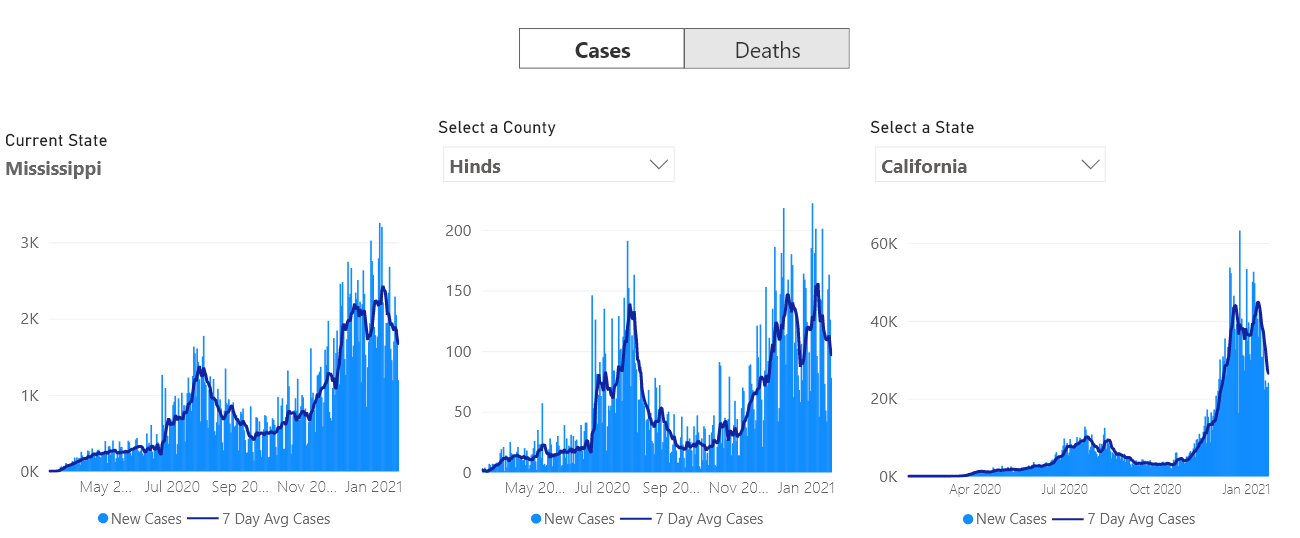 Cases Deaths
Current State
Mississippi
3K
2K
1K
0K
May 2... Jul 2020 Sep 20... Nov 20... Jan 2021
New Cases 7 Day Avg Cases
Select a County
Hinds
200
150
100
50
0
May 20... Jul 2020 Sep 20... Nov 20... Jan 2021
New Cases 7 Day Avg Cases
Select a State
California
60K
40K
20K
0K
Apr 2020 Jul 2020 Oct 2020 Jan 2021
New Cases 7 Day Avg Cases